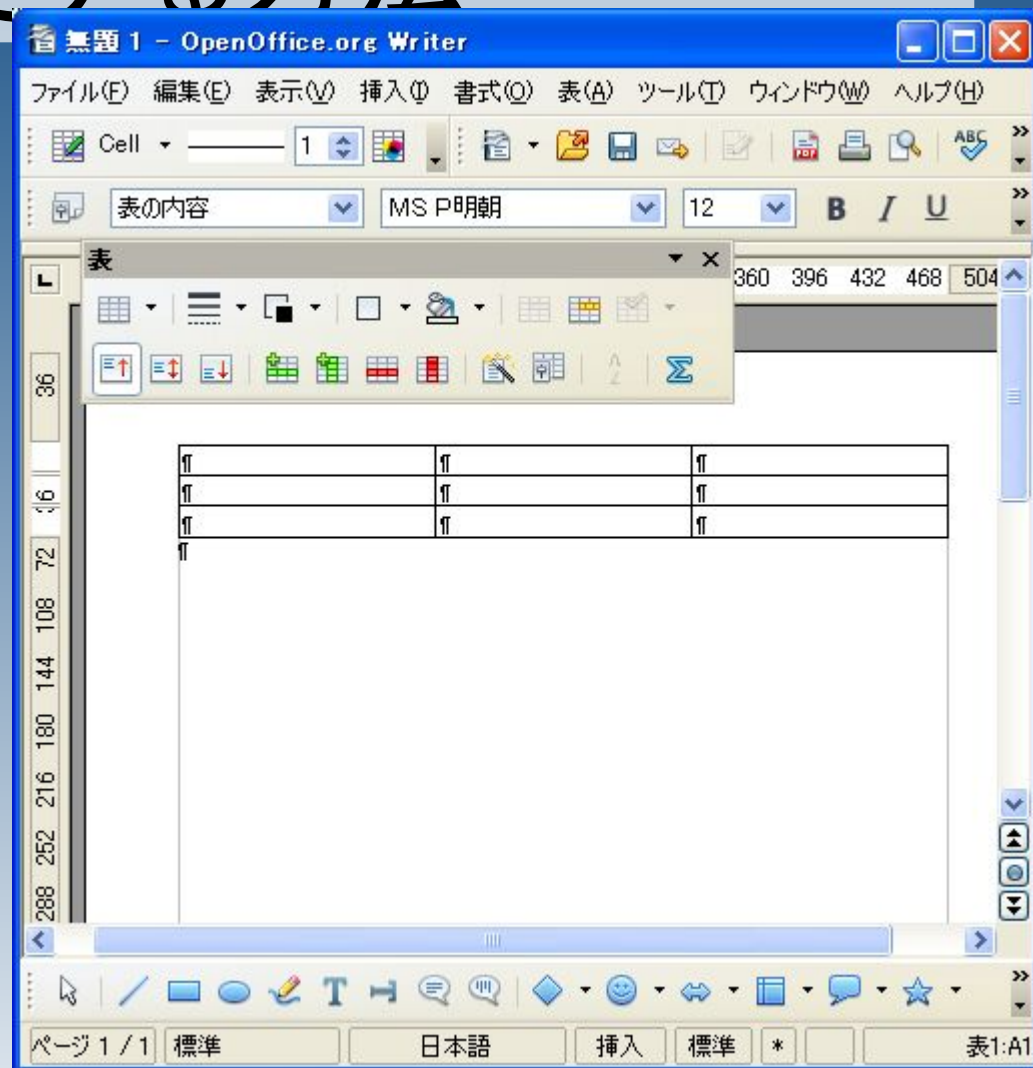 無題 1 - OpenOffice.org Writer
ファイル(F) 編集(E) 表示(V) 挿入(I) 書式(O) 表(A) ツール(T) ウィンドウ(W) ヘルプ(H)
Cell 1 PDF ABC
表の内容 MS P明朝 12 B I U
表
360 396 432 468 504
36
¶ ¶ ¶
¶ ¶ ¶
¶ ¶ ¶
¶
72
108
144
180
216
252
288
ページ 1 / 1 標準 日本語 挿入 標準 * 表1:A1